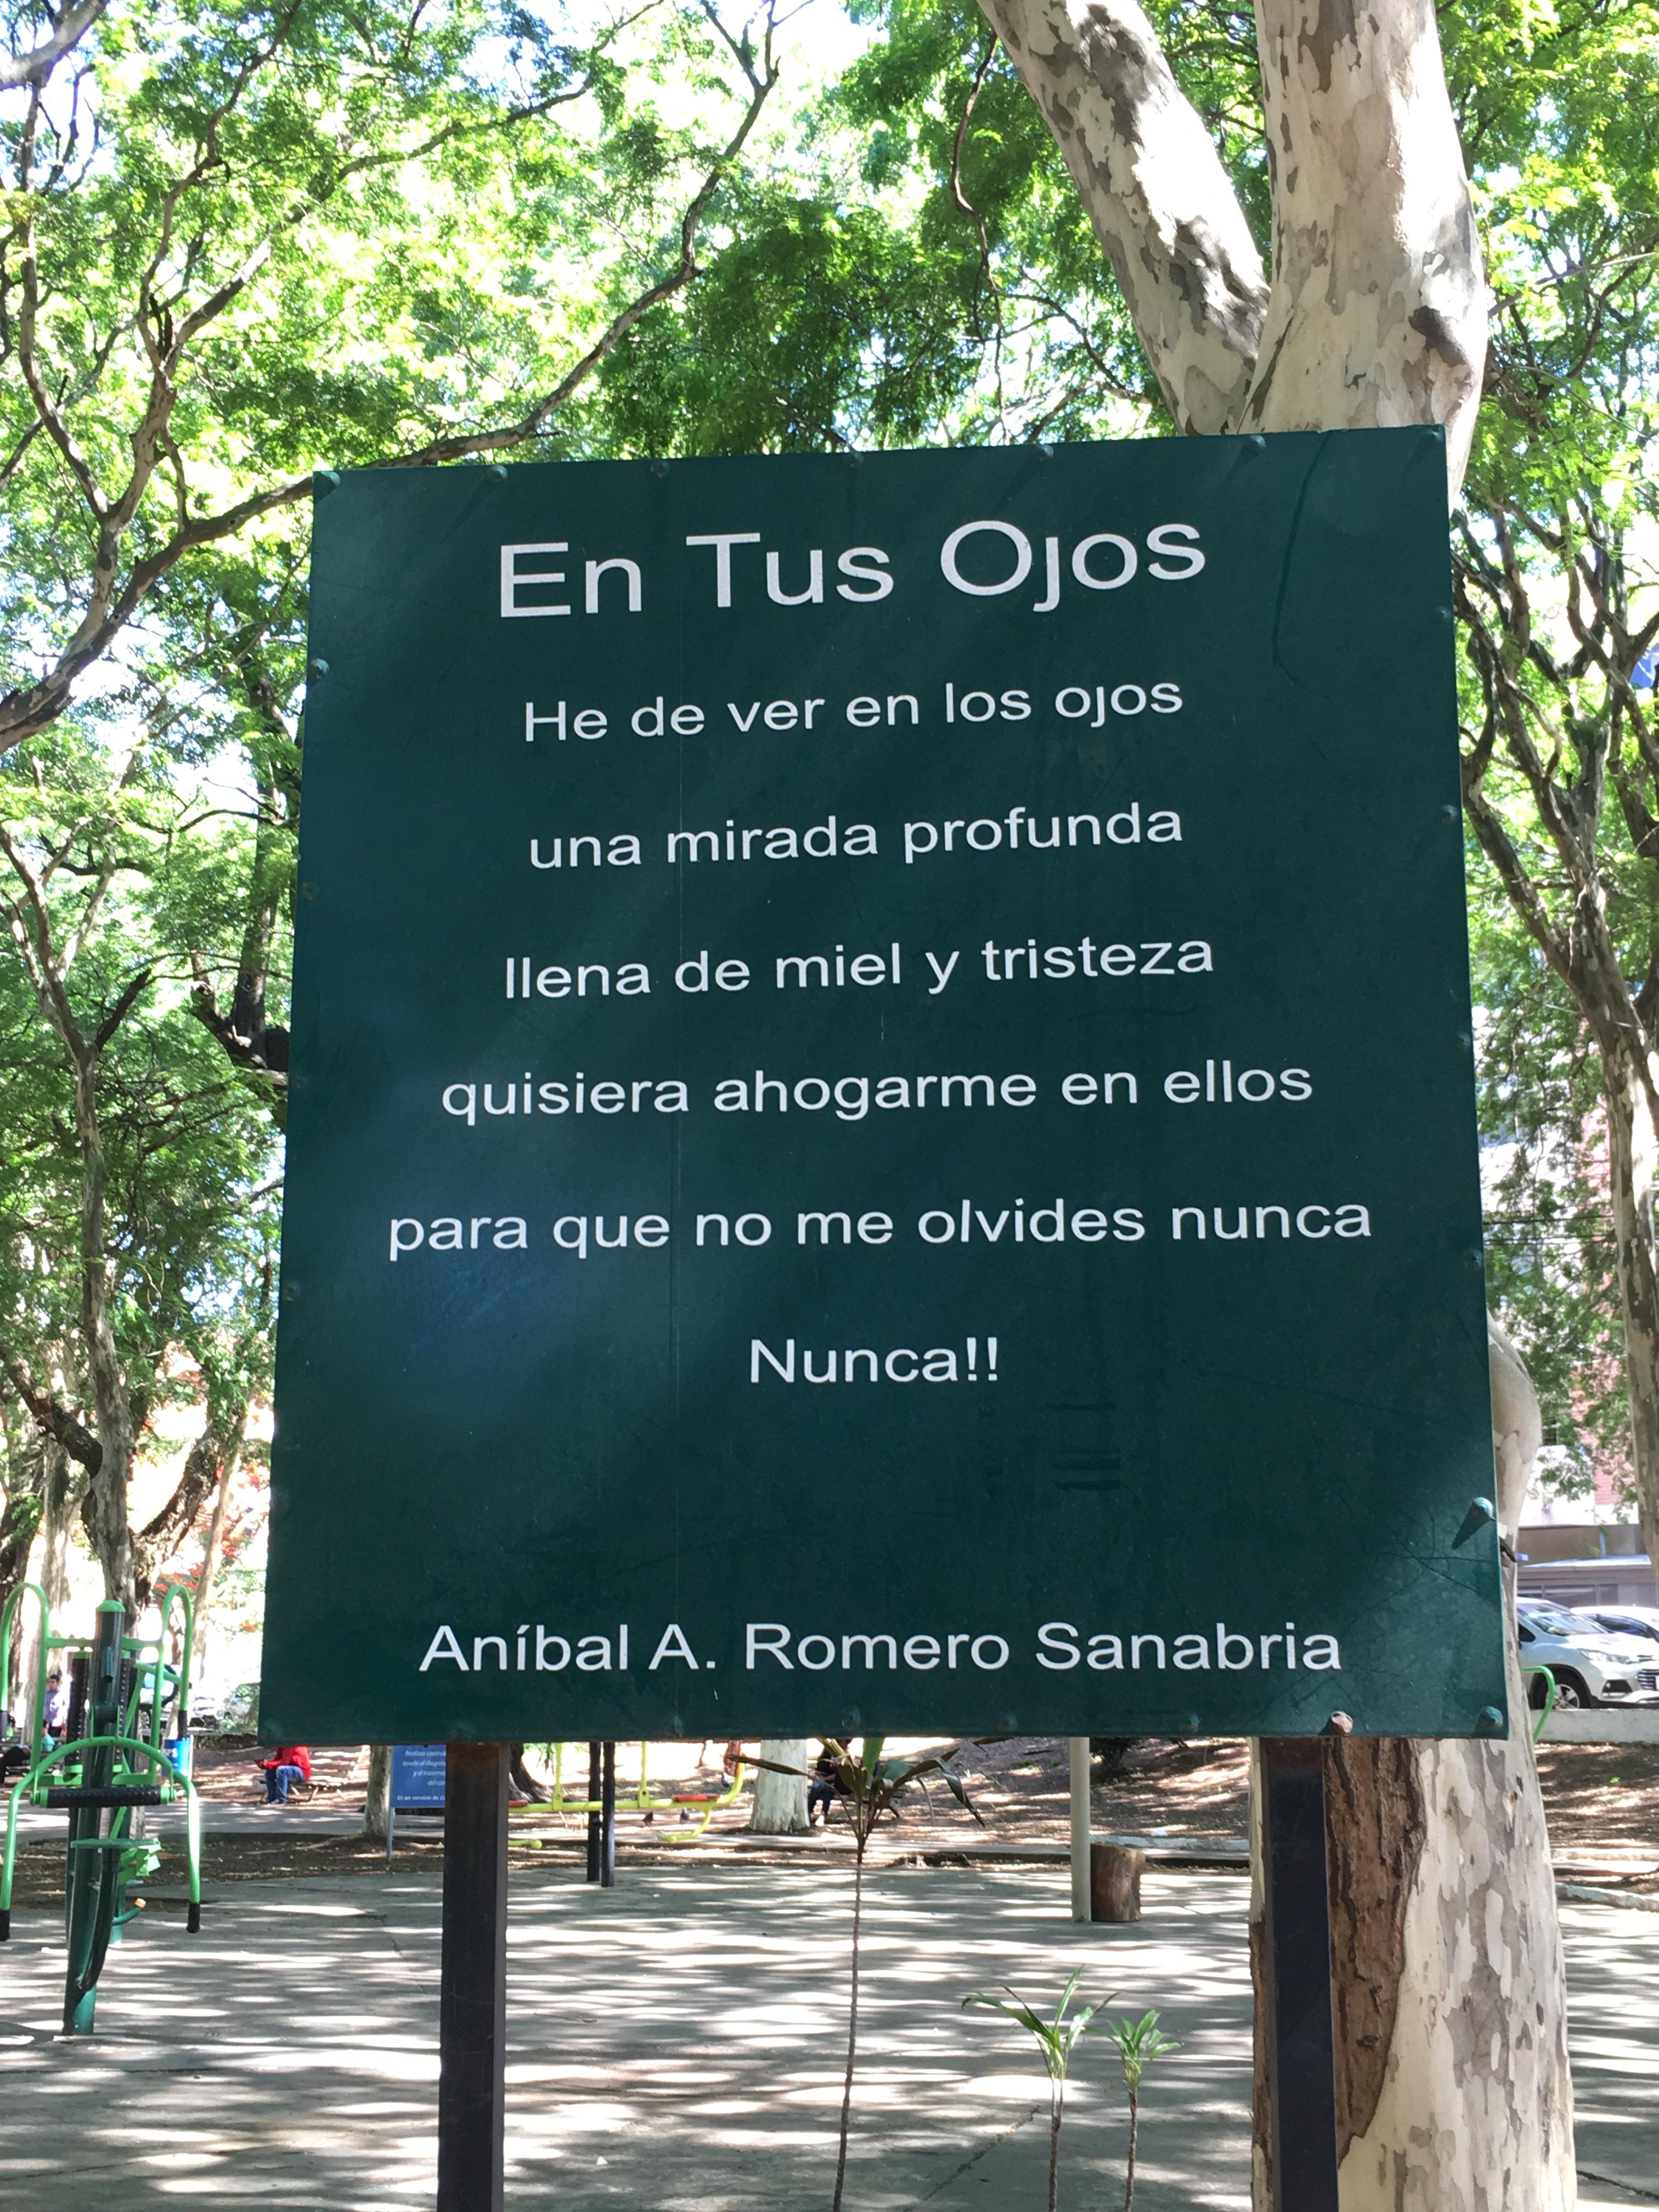 En Tus Ojos
He de ver en los ojos
una mirada profunda
llena de miel y tristeza
quisiera ahogarme en ellos
para que no me olvides nunca
Nunca!!
Aníbal A. Romero Sanabria